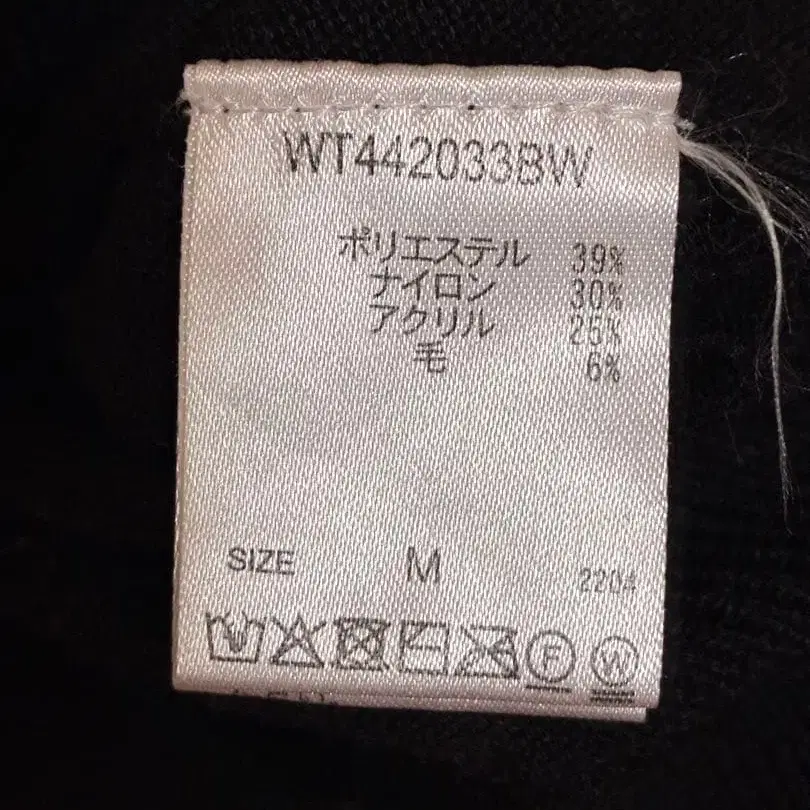 WT442033BW
ポリエステル 39%
ナイロン 30%
アクリル 25%
毛 6%
SIZE M 2204
F W